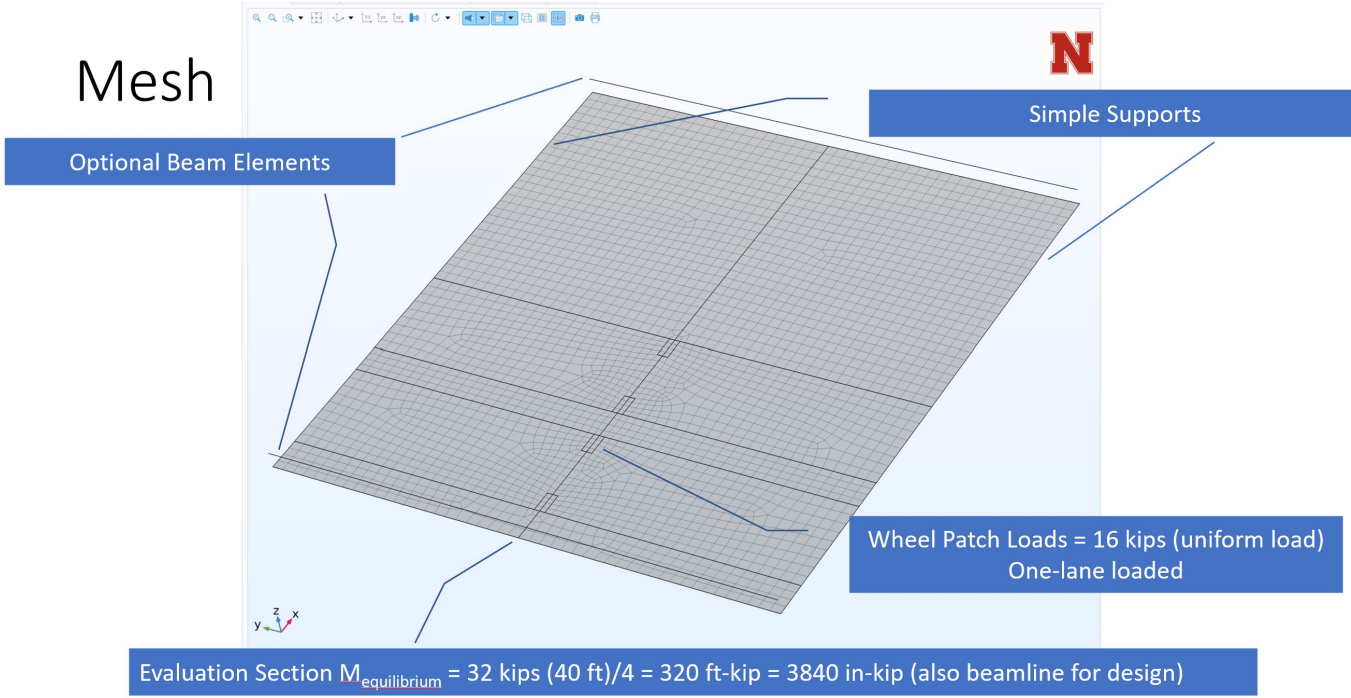 Mesh
N
Simple Supports
Optional Beam Elements
Wheel Patch Loads = 16 kips (uniform load)
One-lane loaded
z
y x
Evaluation Section Mequilibrium = 32 kips (40 ft)/4 = 320 ft-kip = 3840 in-kip (also beamline for design)